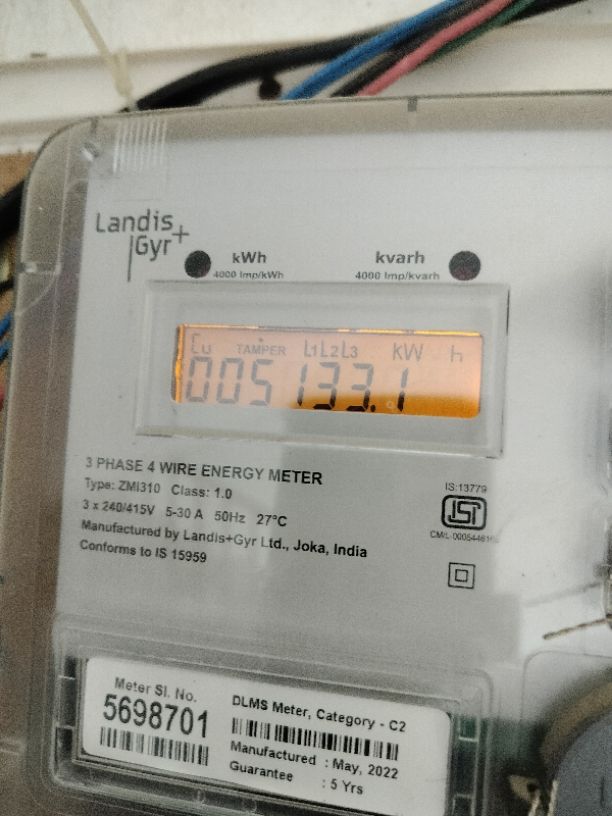 Landis
Gyr+
kWh
4000 Imp/kWh
kvarh
4000 Imp/kvarh
Cu TAMPER L1L2L3 kW h
005133.1
3 PHASE 4 WIRE ENERGY METER
Type: ZMI310 Class: 1.0
3 x 240/415V 5-30 A 50Hz 27°C
Manufactured by Landis+Gyr Ltd., Joka, India
Conforms to IS 15959
IS:13779
ISI
Meter Sl. No.
5698701
DLMS Meter, Category - C2
Manufactured : May, 2022
Guarantee : 5 Yrs